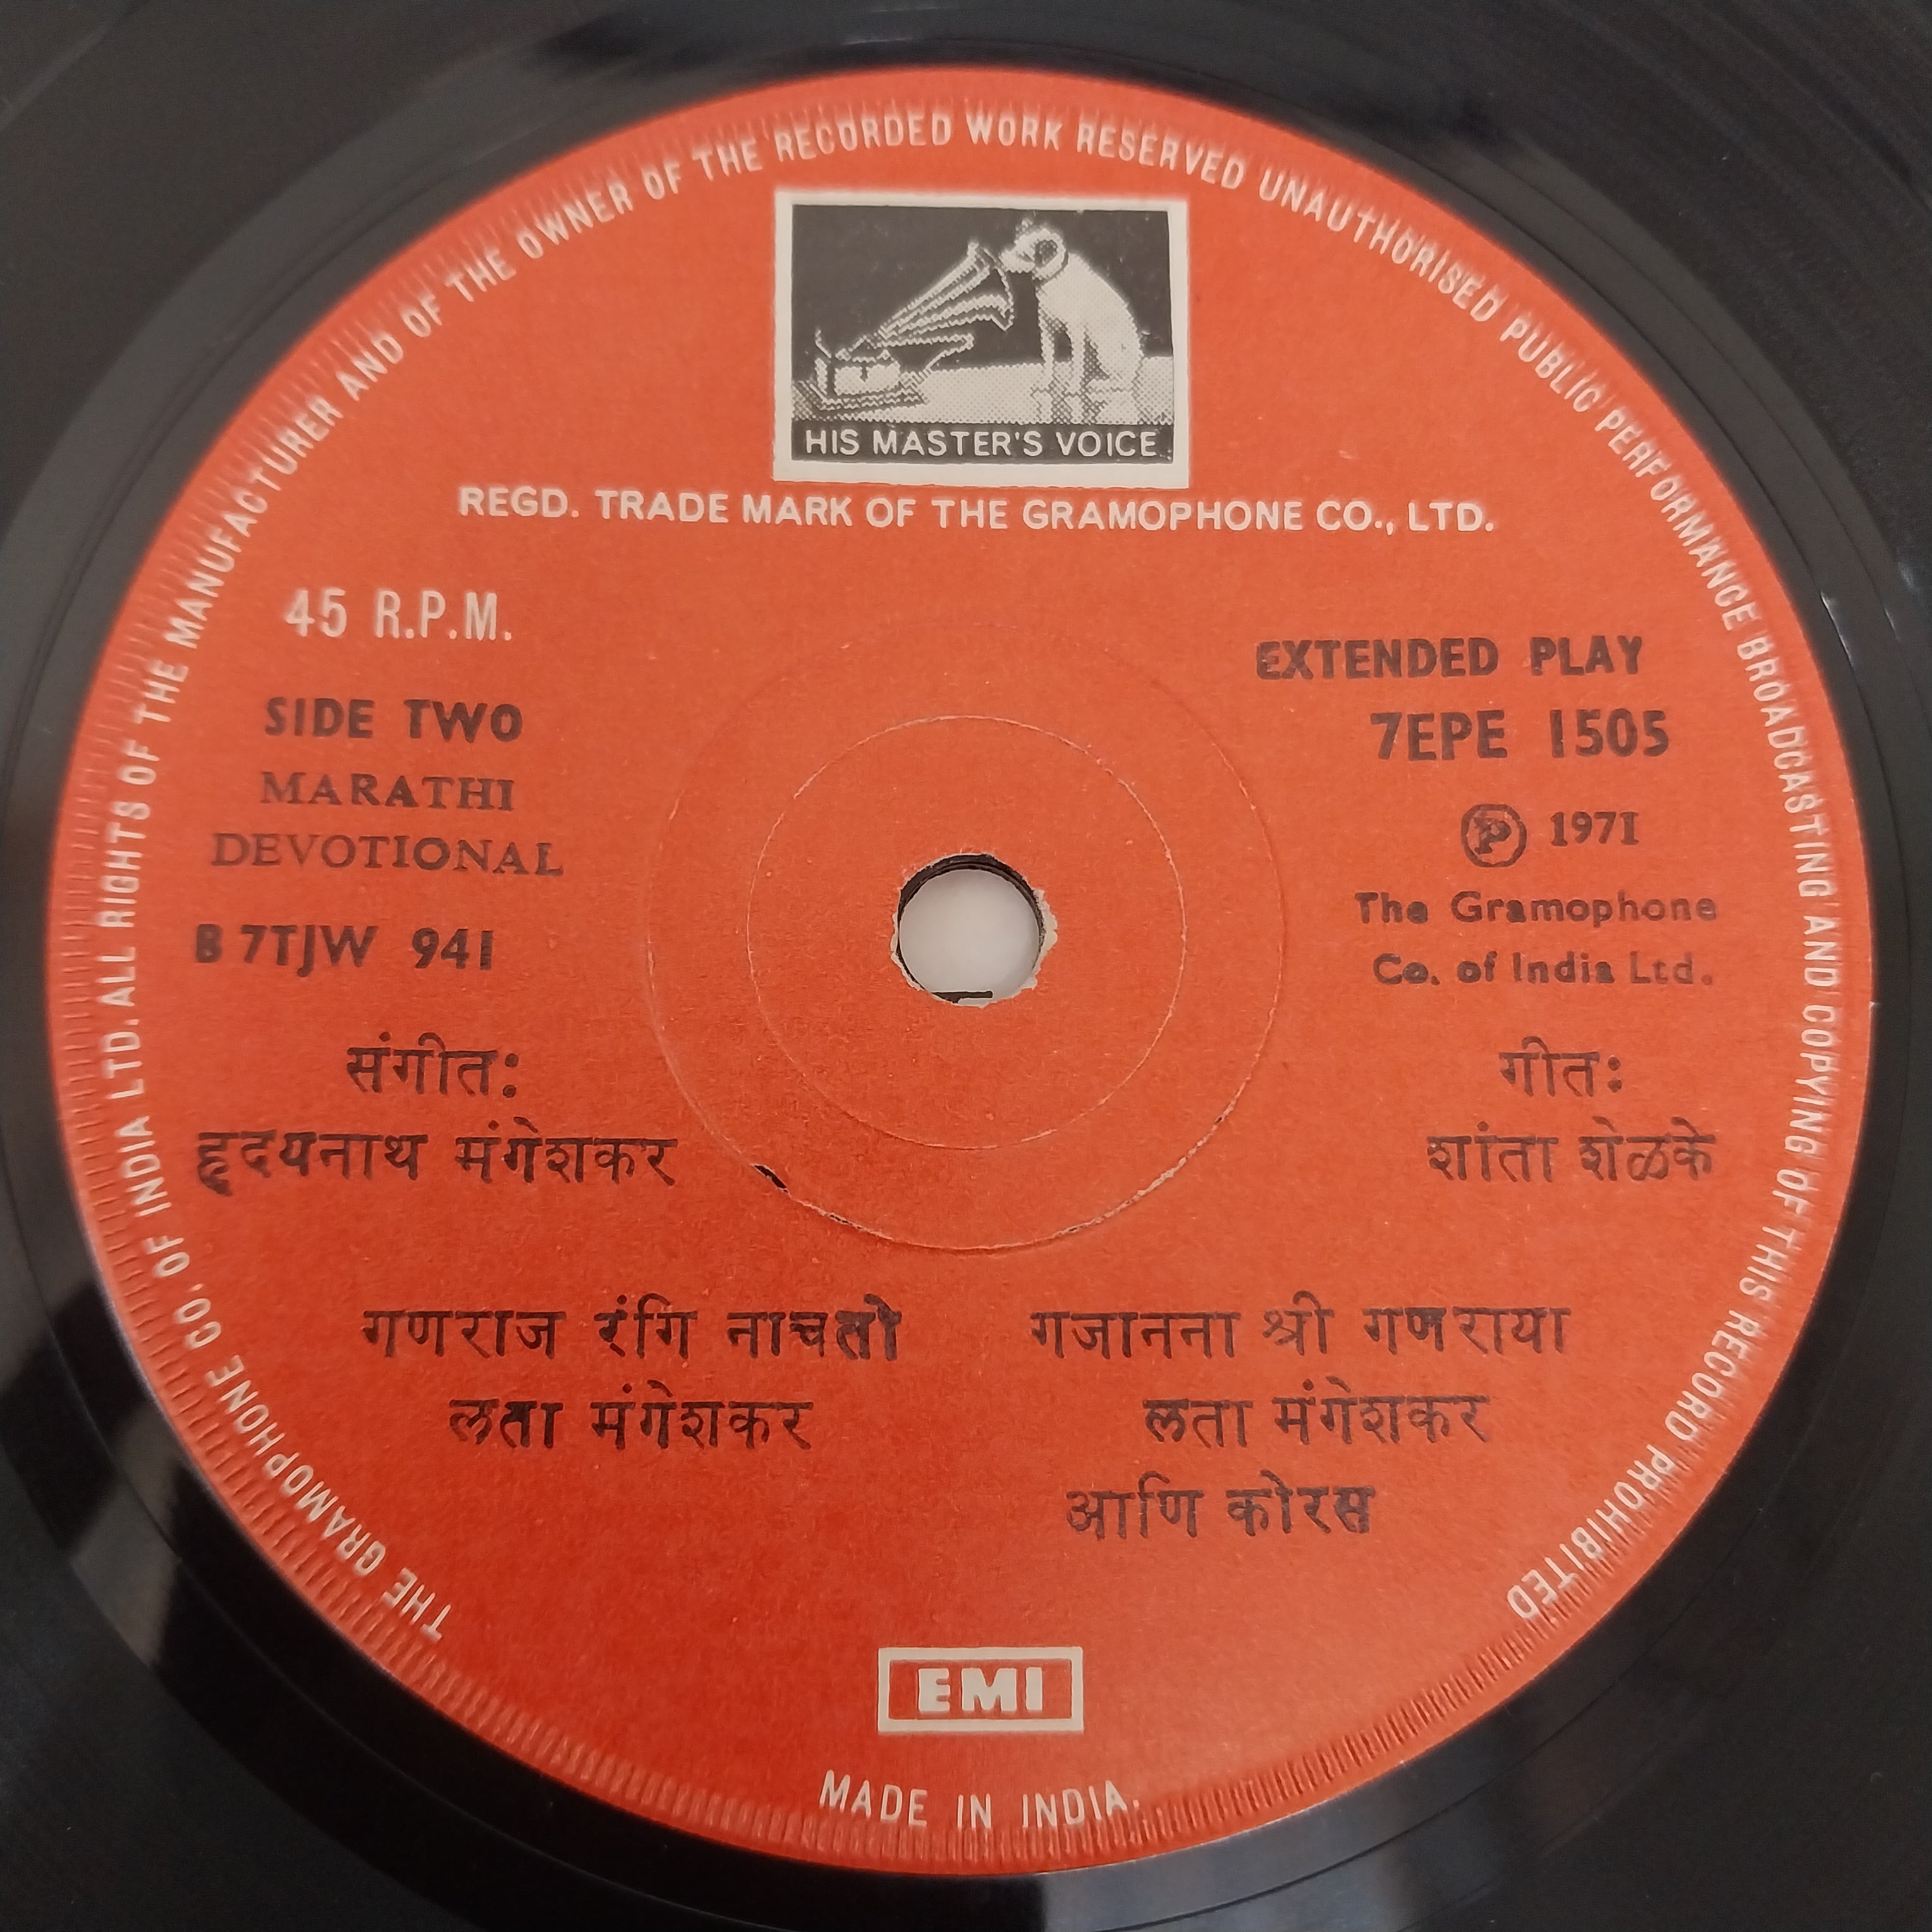 THE GRAMOPHONE CO. OF INDIA LTD. ALL RIGHTS OF THE MANUFACTURER AND OF THE OWNER OF THE RECORDED WORK RESERVED UNAUTHORISED PUBLIC PERFORMANCE BROADCASTING AND COPYING OF THIS RECORD PROHIBITED
HIS MASTER'S VOICE
REGD. TRADE MARK OF THE GRAMOPHONE CO., LTD.
45 R.P.M.
SIDE TWO
MARATHI
DEVOTIONAL
B 7TJW 941
EXTENDED PLAY
7EPE 1505
Ⓟ 1971
The Gramophone
Co. of India Ltd.
संगीत:
हृदयनाथ मंगेशकर
गीत:
शांता शेळके
गणराज रंगि नाचतो
लता मंगेशकर
गजानना श्री गणराया
लता मंगेशकर
आणि कोरस
EMI
MADE IN INDIA.